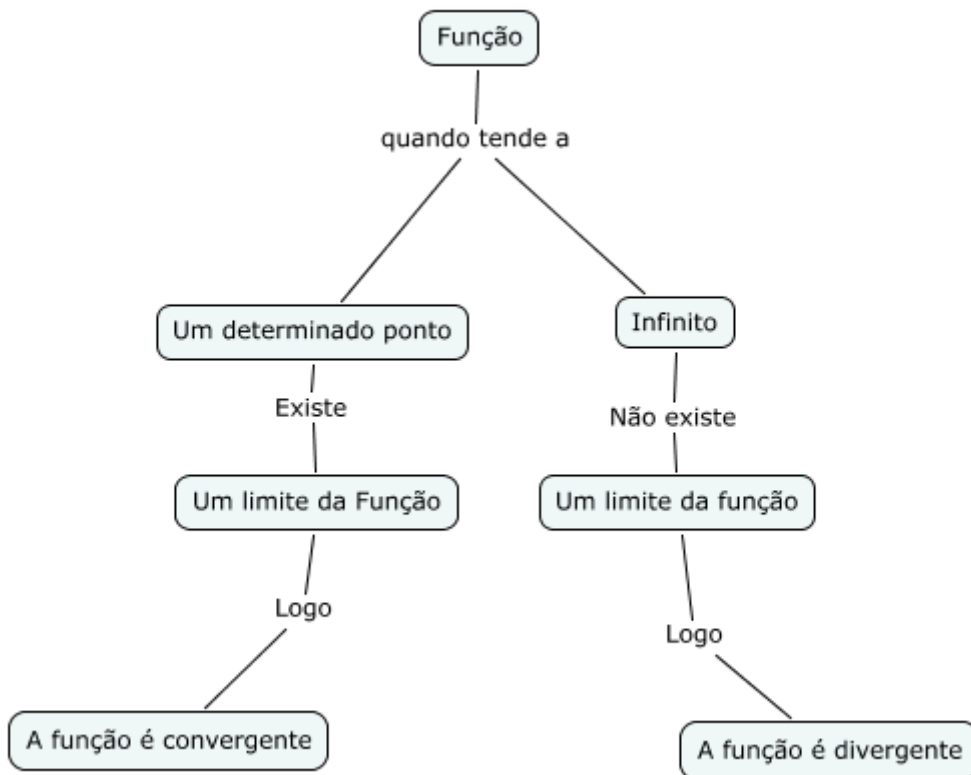 Função
quando tende a
Um determinado ponto
Infinito
Existe
Não existe
Um limite da Função
Um limite da função
Logo
Logo
A função é convergente
A função é divergente